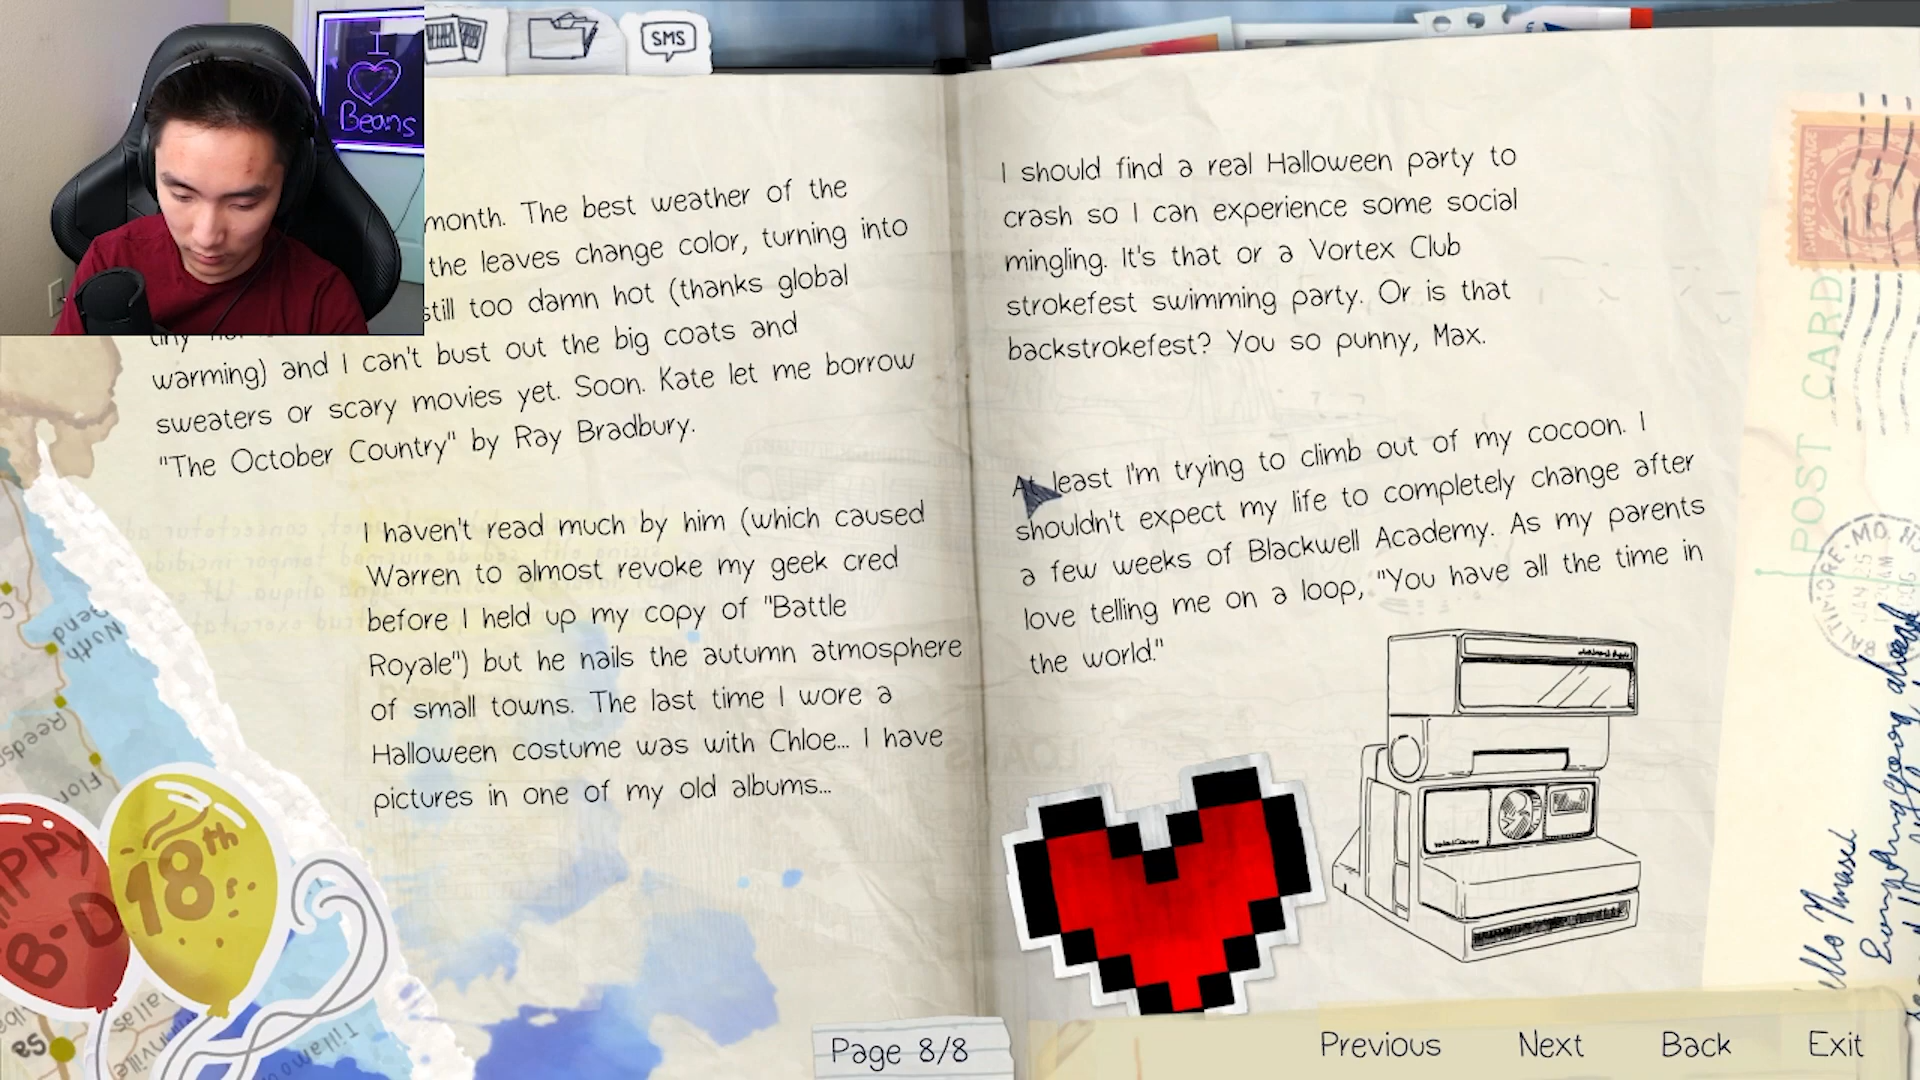 I
Beans
SMS
month. The best weather of the
the leaves change color, turning into
still too damn hot (thanks global
tiny
warming) and I can't bust out the big coats and
sweaters or scary movies yet. Soon. Kate let me borrow
"The October Country" by Ray Bradbury.
I haven't read much by him (which caused
Warren to almost revoke my geek cred
before I held up my copy of "Battle
Royale") but he nails the autumn atmosphere
of small towns. The last time I wore a
Halloween costume was with Chloe... I have
pictures in one of my old albums...
I should find a real Halloween party to
crash so I can experience some social
mingling. It's that or a Vortex Club
strokefest swimming party. Or is that
backstrokefest? You so punny, Max.
At least I'm trying to climb out of my cocoon. I
shouldn't expect my life to completely change after
a few weeks of Blackwell Academy. As my parents
love telling me on a loop, "You have all the time in
the world."
POST CARD
North
Bend
B-D
18th
Page 8/8
Previous
Next
Back
Exit